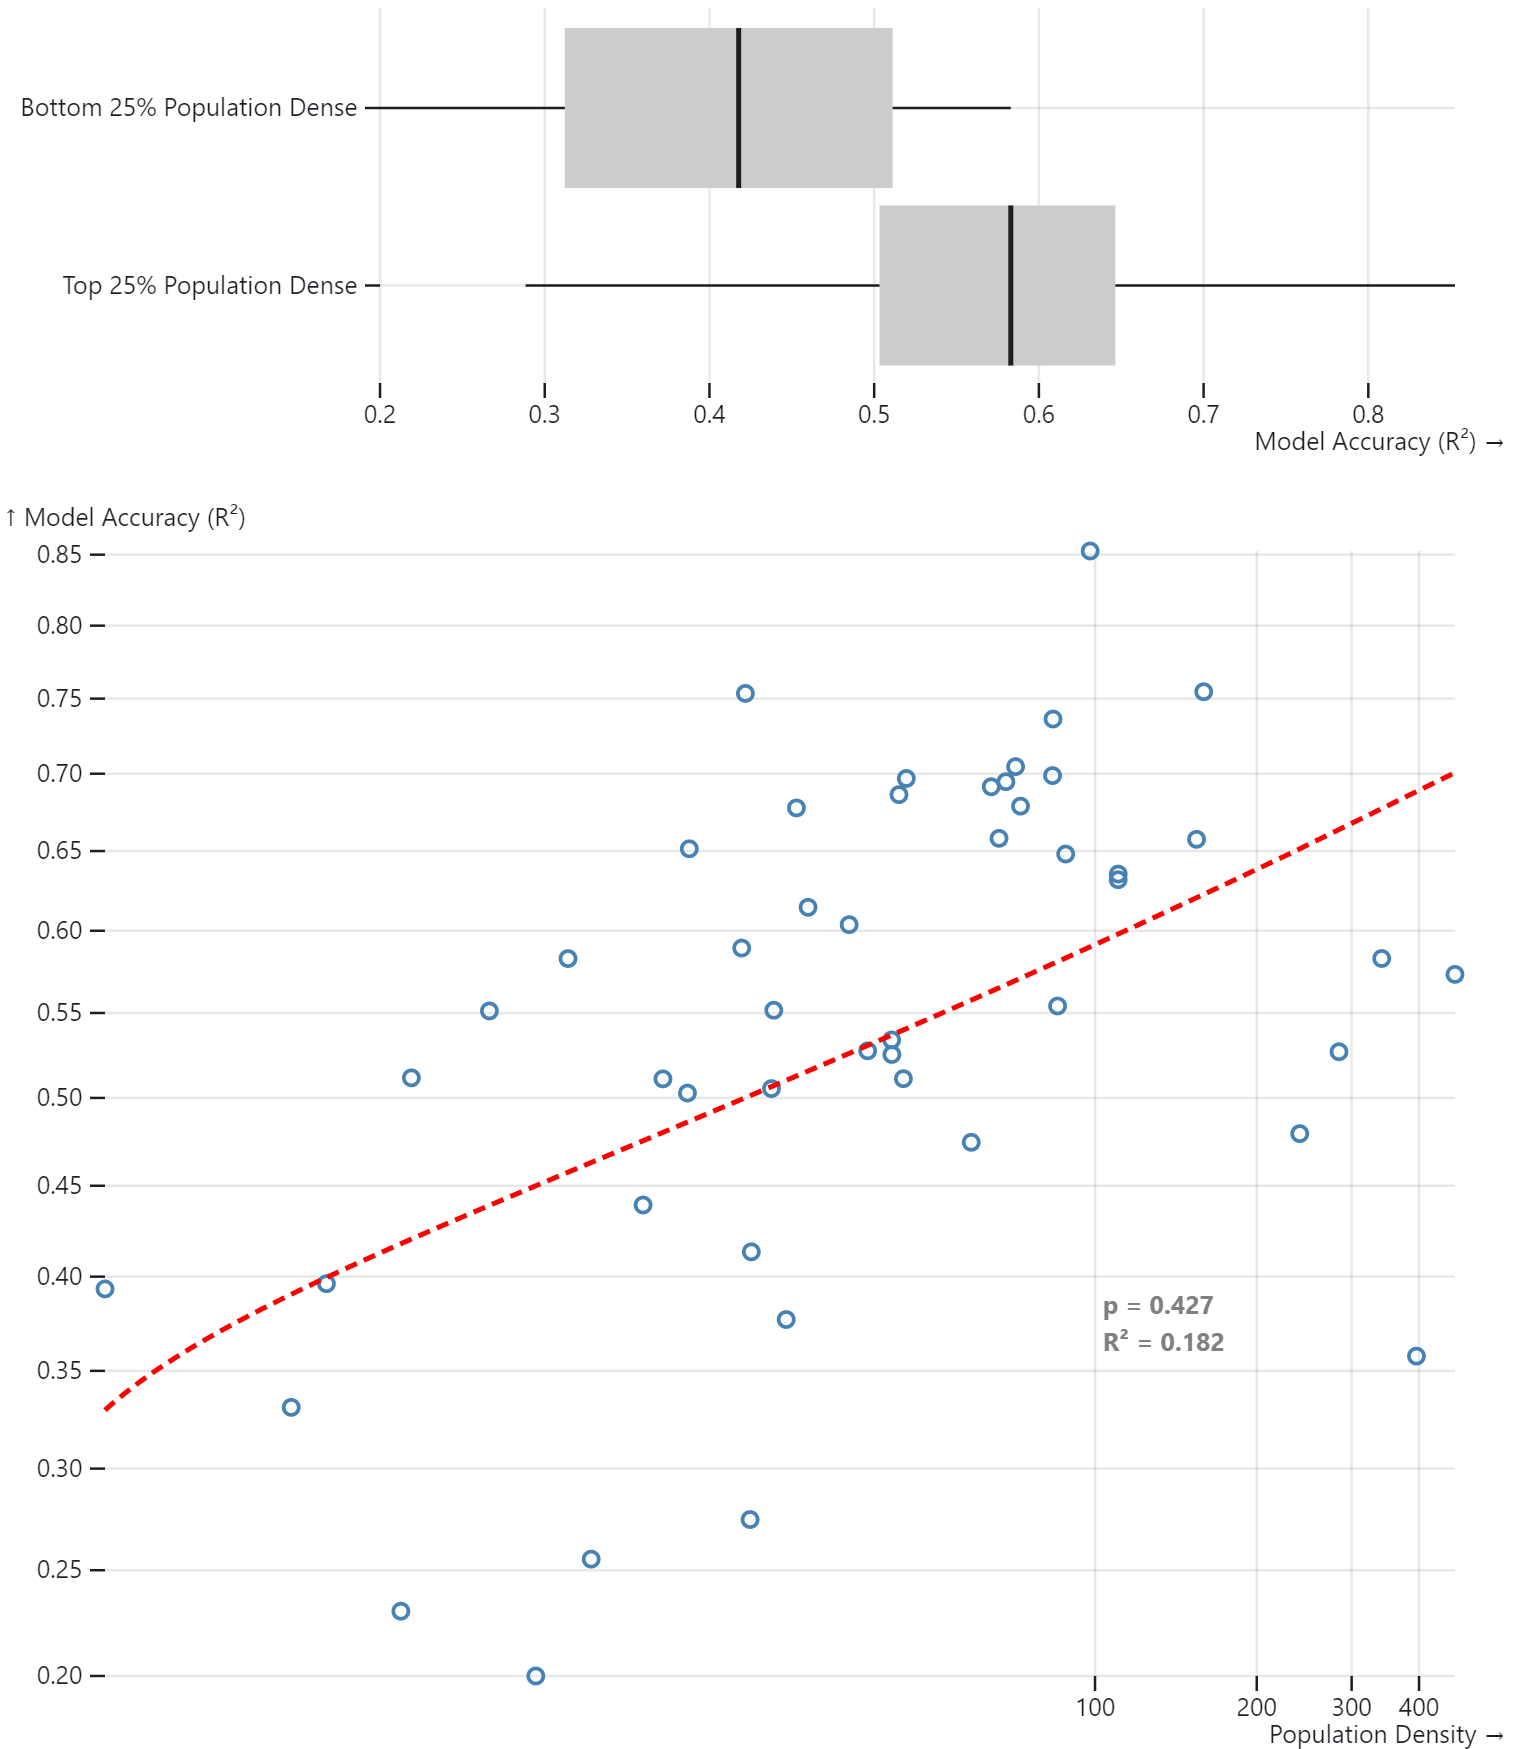 Bottom 25% Population Dense
Top 25% Population Dense
0.2 0.3 0.4 0.5 0.6 0.7 0.8
Model Accuracy (R²) →
↑ Model Accuracy (R²)
0.85
0.80
0.75
0.70
0.65
0.60
0.55
0.50
0.45
0.40
p = 0.427
R² = 0.182
0.35
0.30
0.25
0.20
100 200 300 400
Population Density →